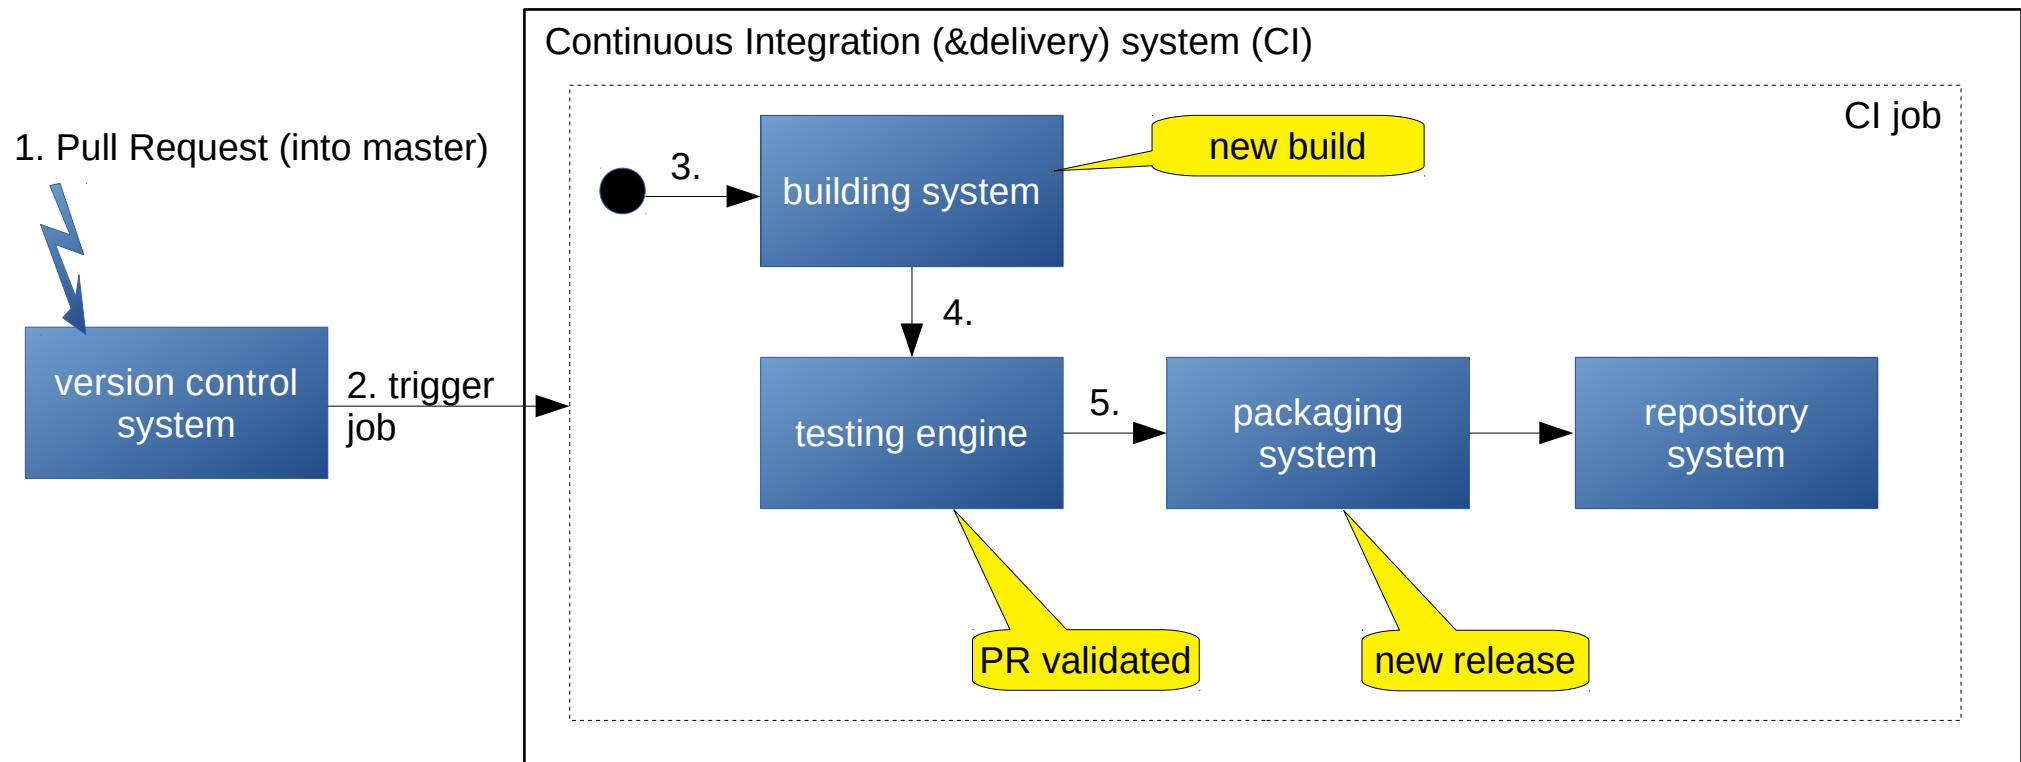 Continuous Integration (&delivery) system (CI)
CI job
1. Pull Request (into master)
3.
building system
new build
4.
version control
system
2. trigger
job
testing engine
5.
packaging
system
repository
system
PR validated
new release